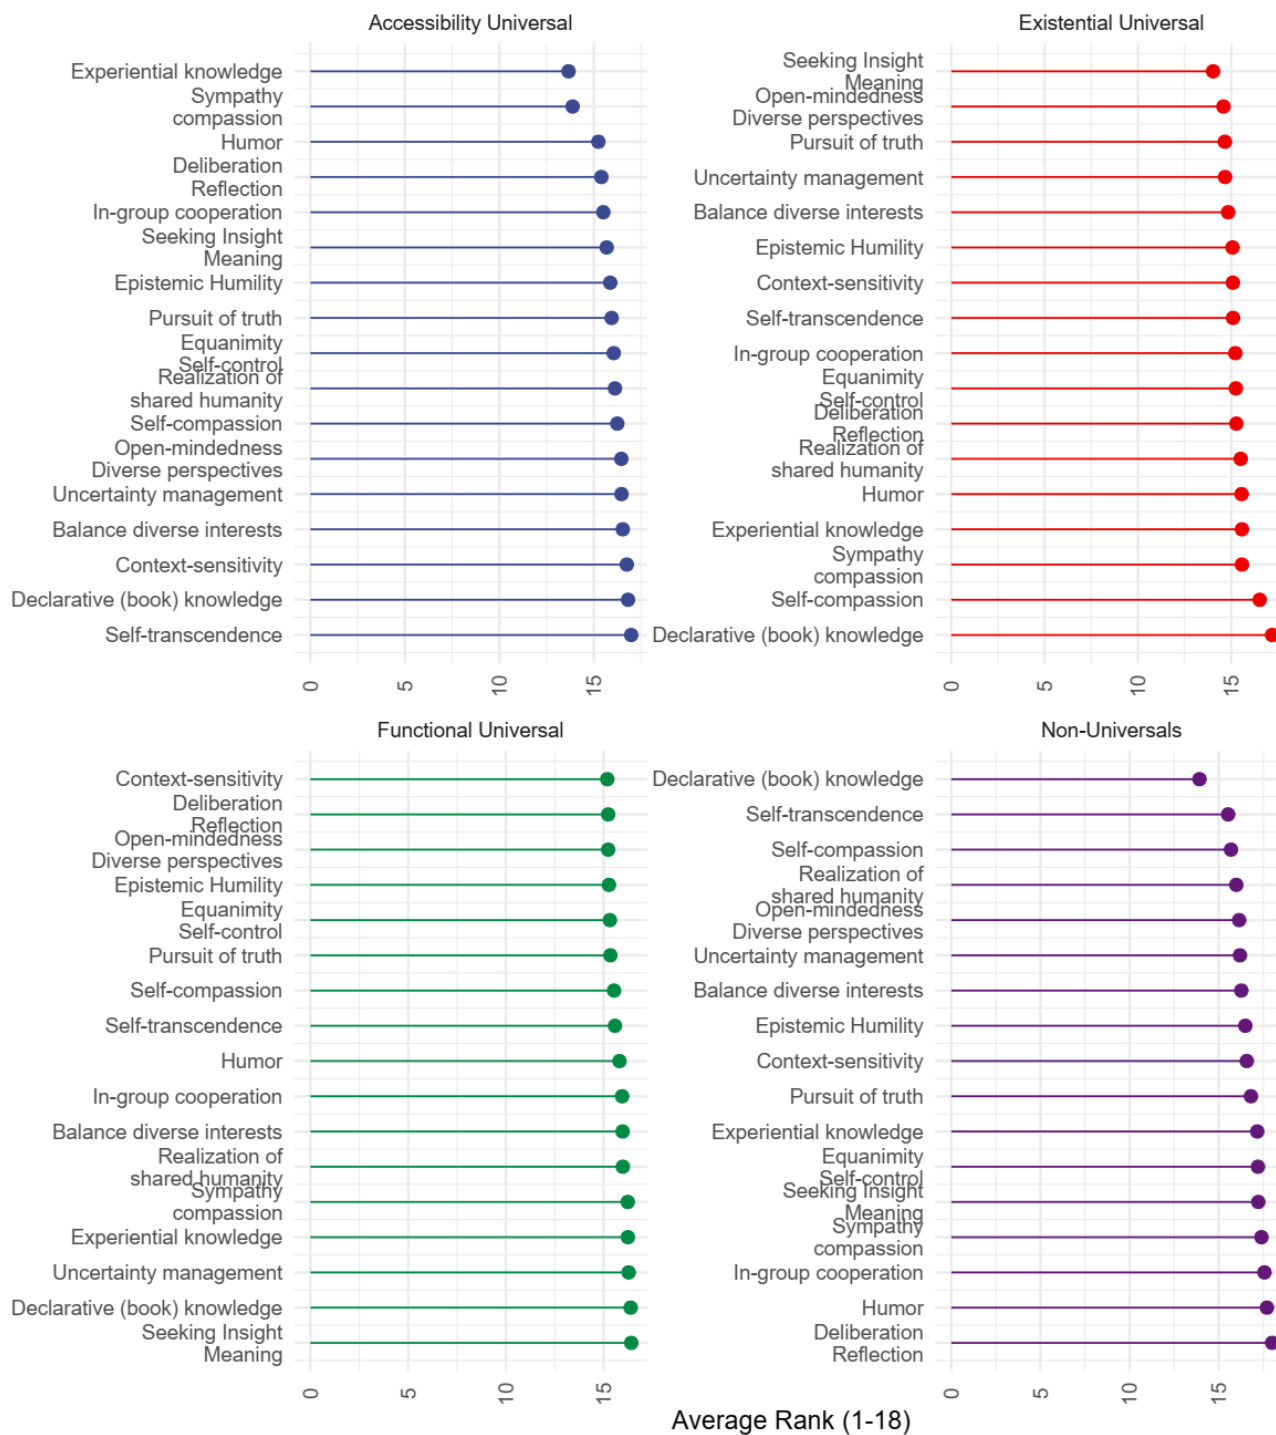 Accessibility Universal
Experiential knowledge
Sympathy
compassion
Humor
Deliberation
Reflection
In-group cooperation
Seeking Insight
Meaning
Epistemic Humility
Pursuit of truth
Equanimity
Self-control
Realization of
shared humanity
Self-compassion
Open-mindedness
Diverse perspectives
Uncertainty management
Balance diverse interests
Context-sensitivity
Declarative (book) knowledge
Self-transcendence
0
5
10
15
Existential Universal
Seeking Insight
Meaning
Open-mindedness
Diverse perspectives
Pursuit of truth
Uncertainty management
Balance diverse interests
Epistemic Humility
Context-sensitivity
Self-transcendence
In-group cooperation
Equanimity
Self-control
Deliberation
Reflection
Realization of
shared humanity
Humor
Experiential knowledge
Sympathy
compassion
Self-compassion
Declarative (book) knowledge
0
5
10
15
Functional Universal
Context-sensitivity
Deliberation
Reflection
Open-mindedness
Diverse perspectives
Epistemic Humility
Equanimity
Self-control
Pursuit of truth
Self-compassion
Self-transcendence
Humor
In-group cooperation
Balance diverse interests
Realization of
shared humanity
Sympathy
compassion
Experiential knowledge
Uncertainty management
Declarative (book) knowledge
Seeking Insight
Meaning
0
5
10
15
Non-Universals
Declarative (book) knowledge
Self-transcendence
Self-compassion
Realization of
shared humanity
Open-mindedness
Diverse perspectives
Uncertainty management
Balance diverse interests
Epistemic Humility
Context-sensitivity
Pursuit of truth
Experiential knowledge
Equanimity
Self-control
Seeking Insight
Meaning
Sympathy
compassion
In-group cooperation
Humor
Deliberation
Reflection
0
5
10
15
Average Rank (1-18)